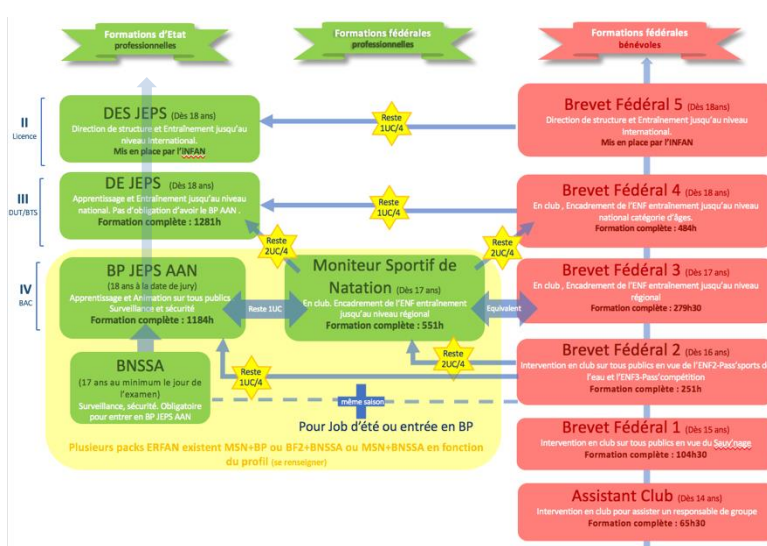 Formations d'Etat
professionnelles
Formations fédérales
professionnelles
Formations fédérales
bénévoles
II
Licence
DES JEPS (Dès 18 ans)
Direction de structure et Entraînement jusqu'au
niveau international.
Mis en place par l'INFAN
Reste
1UC/4
Brevet Fédéral 5 (Dès 18ans)
Direction de structure et Entraînement jusqu'au
niveau International.
Mis en place par l'INFAN
III
DUT/BTS
DE JEPS (Dès 18 ans)
Apprentissage et Entraînement jusqu'au niveau
national. Pas d'obligation d'avoir le BP AAN .
Formation complète : 1281h
Reste
1UC/4
Brevet Fédéral 4 (Dès 18 ans)
En club , Encadrement de l'ENF entraînement jusqu'au niveau
national catégorie d'âges.
Formation complète : 484h
Reste
2UC/4
Reste
2UC/4
IV
BAC
BP JEPS AAN
(18 ans à la date de jury)
Apprentissage et Animation sur tous publics
Surveillance et sécurité
Formation complète : 1184h
Reste 1UC
Moniteur Sportif de
Natation (Dès 17 ans)
En club. Encadrement de l'ENF entraînement
jusqu'au niveau régional
Formation complète : 551h
Equivalent
Brevet Fédéral 3 (Dès 17 ans)
En club , Encadrement de l'ENF entraînement jusqu'au niveau
régional
Formation complète : 279h30
BNSSA
(17 ans au minimum le jour de
l'examen)
Surveillance, sécurité. Obligatoire
pour entrer en BP JEPS AAN
Reste
1UC/4
Reste
2UC/4
Brevet Fédéral 2 (Dès 16 ans)
Intervention en club sur tous publics en vue de l'ENF2-Pass'sports de
l'eau et l'ENF3-Pass'compétition
Formation complète : 251h
même saison
Pour Job d'été ou entrée en BP
Plusieurs packs ERFAN existent MSN+BP ou BF2+BNSSA ou MSN+BNSSA en fonction
du profil (se renseigner)
Brevet Fédéral 1 (Dès 15 ans)
Intervention en club sur tous publics en vue du Sauv'nage
Formation complète : 104h30
Assistant Club (Dès 14 ans)
Intervention en club pour assister un responsable de groupe
Formation complète : 65h30